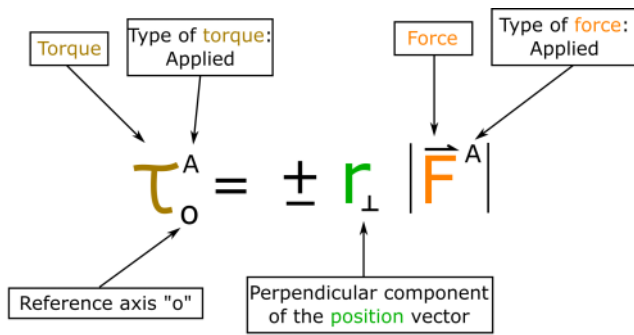 Torque
Type of torque:
Applied
Force
Type of force:
Applied
τ_o^A = ± r_⊥ |F⃗^A|
Reference axis "o"
Perpendicular component
of the position vector